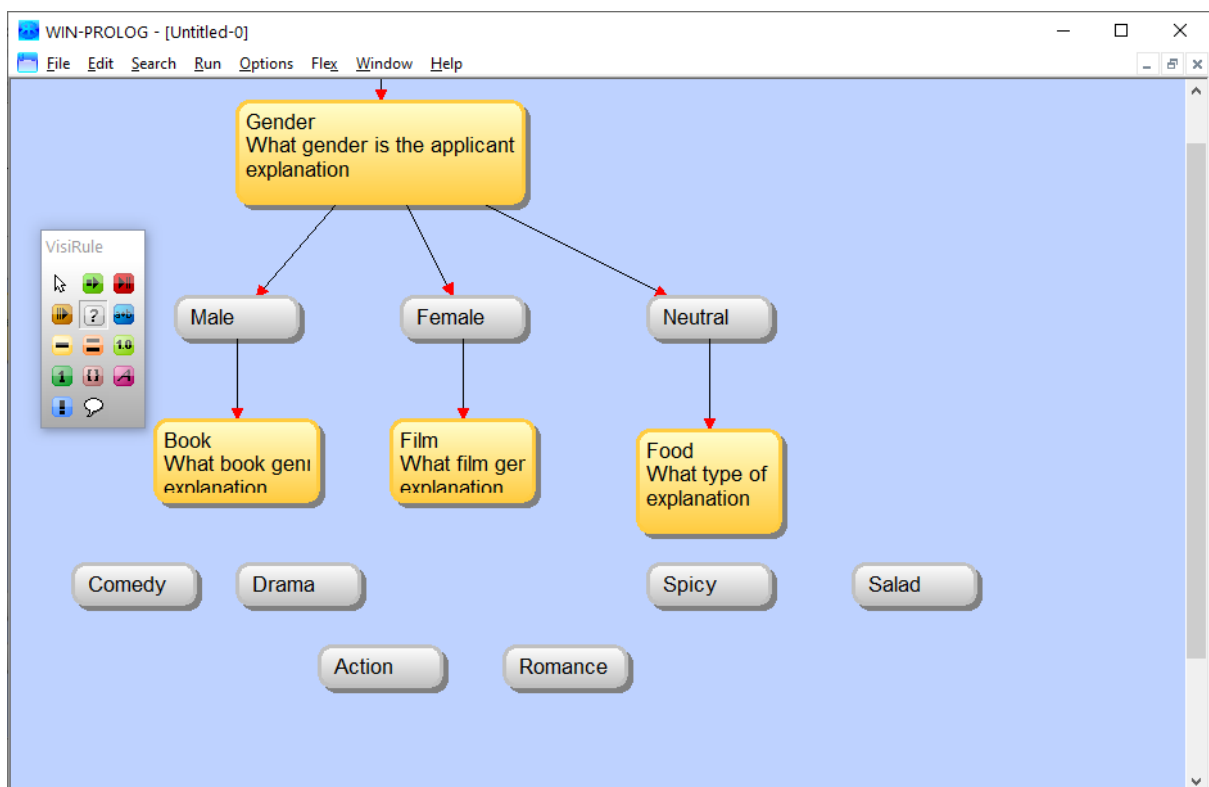 WIN-PROLOG - [Untitled-0]
File Edit Search Run Options Flex Window Help
Gender
What gender is the applicant
explanation
VisiRule
Male
Female
Neutral
Book
What book
explanation
Film
What film
explanation
Food
What type of
explanation
Comedy
Drama
Spicy
Salad
Action
Romance